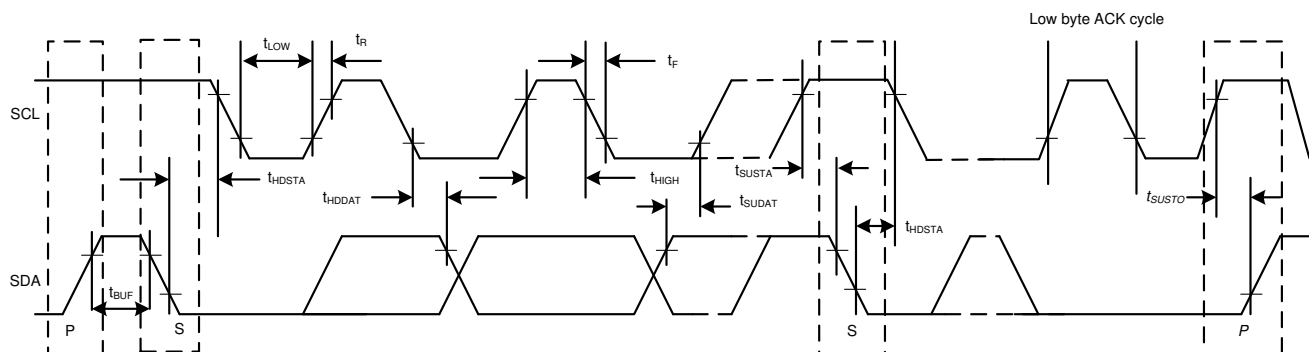 Low byte ACK cycle
tLOW
tR
tF
SCL
tHDSTA
tHDDAT
tHIGH
tSUSTA
tSUDAT
tSUSTO
tHDSTA
SDA
tBUF
P
S
S
P